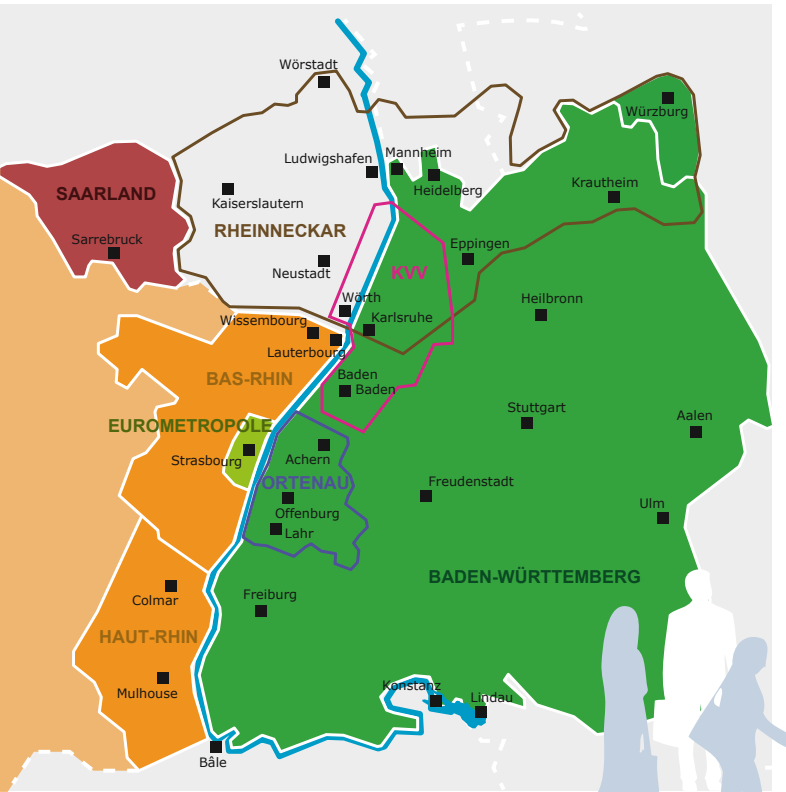 Wörstadt
Würzburg
Mannheim
Ludwigshafen
Heidelberg
Krautheim
SAARLAND
Kaiserslautern
RHEINNECKAR
Sarrebruck
Eppingen
Neustadt
KVV
Wörth
Heilbronn
Wissembourg
Karlsruhe
Lauterbourg
BAS-RHIN
Baden
Baden
Stuttgart
Aalen
EUROMETROPOLE
Strasbourg
Achern
ORTENAU
Freudenstadt
Offenburg
Ulm
Lahr
BADEN-WÜRTTEMBERG
Colmar
Freiburg
HAUT-RHIN
Mulhouse
Konstanz
Lindau
Bâle